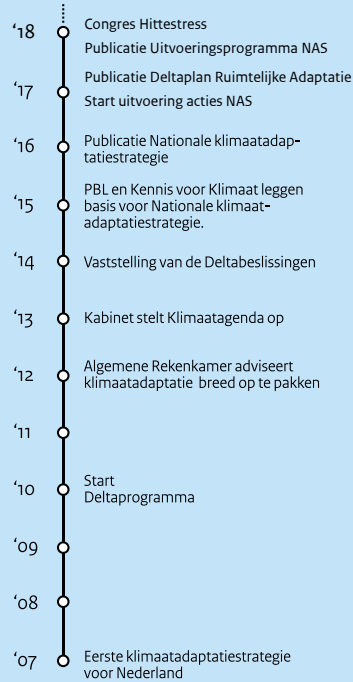 ‘18 Congres Hittestress
Publicatie Uitvoeringsprogramma NAS
‘17 Publicatie Deltaplan Ruimtelijke Adaptatie
Start uitvoering acties NAS
‘16 Publicatie Nationale klimaatadap-
tatiestrategie
‘15 PBL en Kennis voor Klimaat leggen
basis voor Nationale klimaat-
adaptatiestrategie.
‘14 Vaststelling van de Deltabeslissingen
‘13 Kabinet stelt Klimaatagenda op
‘12 Algemene Rekenkamer adviseert
klimaatadaptatie breed op te pakken
‘11
‘10 Start
Deltaprogramma
‘09
‘08
‘07 Eerste klimaatadaptatiestrategie
voor Nederland